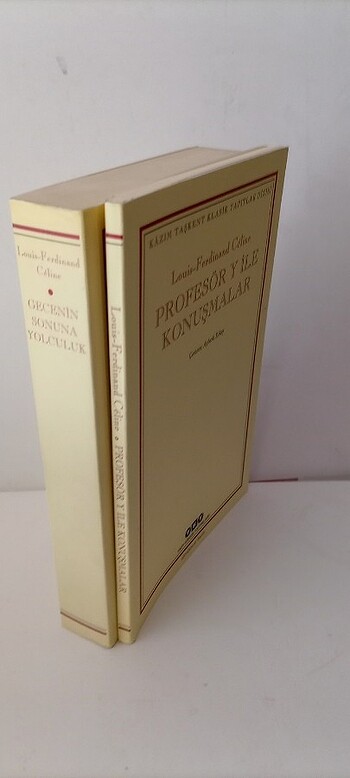 Louis-Ferdinand
Céline
GECENİN
SONUNA
YOLCULUK
Louis-Ferdinand Céline • PROFESÖR Y İLE KONUŞMALAR
KÂZIM TAŞKENT KLASİK YAPITLAR DİZİSİ
Louis-Ferdinand Céline
PROFESÖR Y İLE
KONUŞMALAR